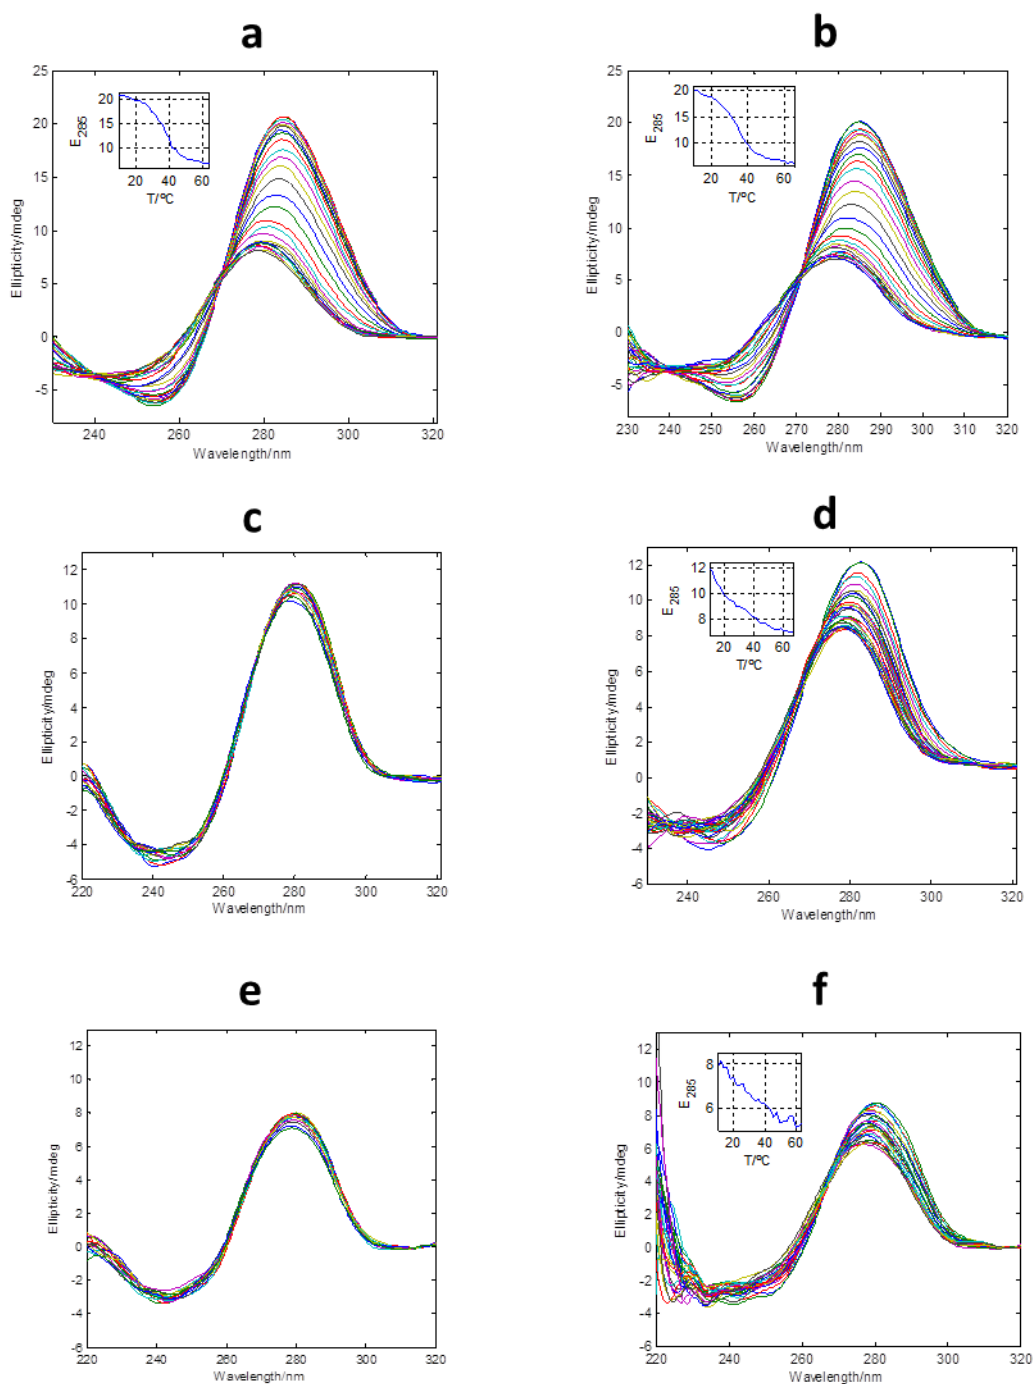 a
25
20
15
10
5
0
-5
240 260 280 300 320
Wavelength/nm
Ellipticity/mdeg
20
15
10
E285
20 40 60
T/ºC
b
25
20
15
10
5
0
-5
230 240 250 260 270 280 290 300 310 320
Wavelength/nm
Ellipticity/mdeg
20
15
10
E285
20 40 60
T/ºC
c
12
10
8
6
4
2
0
-2
-4
-6
220 240 260 280 300 320
Wavelength/nm
Ellipticity/mdeg
d
12
10
8
6
4
2
0
-2
-4
-6
240 260 280 300 320
Wavelength/nm
Ellipticity/mdeg
12
10
8
E285
20 40 60
T/ºC
e
12
10
8
6
4
2
0
-2
-4
-6
220 240 260 280 300 320
Wavelength/nm
Ellipticity/mdeg
f
12
10
8
6
4
2
0
-2
-4
-6
220 240 260 280 300 320
Wavelength/nm
Ellipticity/mdeg
8
6
E285
20 40 60
T/ºC